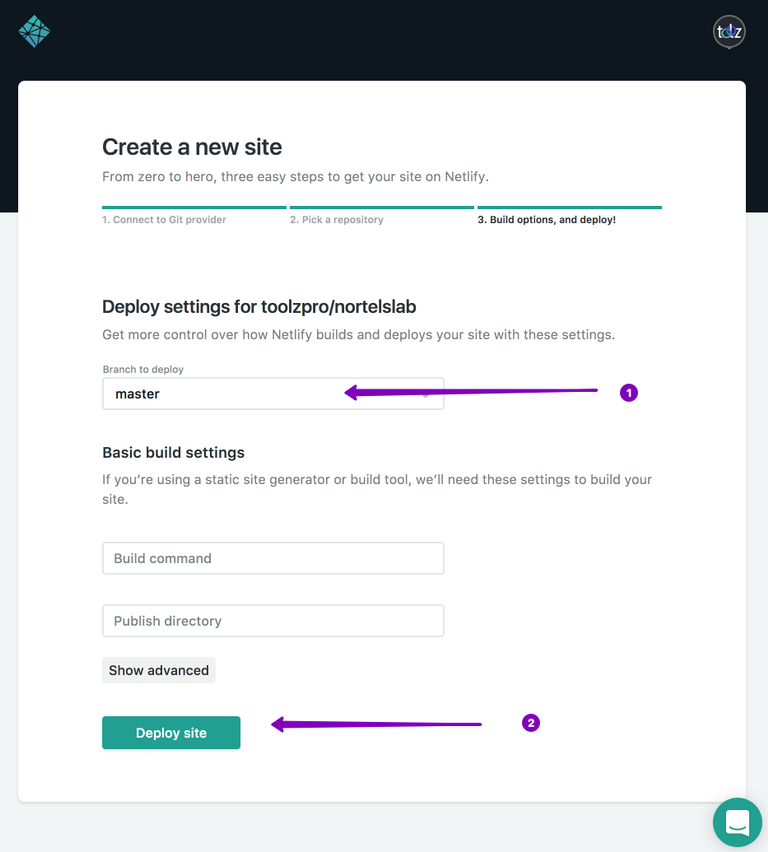 tolz
Create a new site
From zero to hero, three easy steps to get your site on Netlify.
1. Connect to Git provider
2. Pick a repository
3. Build options, and deploy!
Deploy settings for toolzpro/nortelslab
Get more control over how Netlify builds and deploys your site with these settings.
Branch to deploy
master
1
Basic build settings
If you’re using a static site generator or build tool, we’ll need these settings to build your
site.
Build command
Publish directory
Show advanced
Deploy site
2